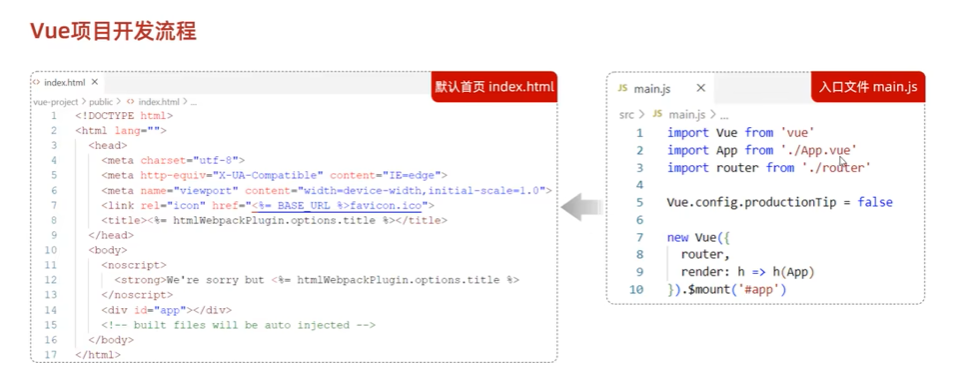 Vue项目开发流程
index.html ×
默认首页 index.html
vue-project > public > <> index.html > ...
1 <!DOCTYPE html>
2 <html lang="">
3 <head>
4 <meta charset="utf-8">
5 <meta http-equiv="X-UA-Compatible" content="IE=edge">
6 <meta name="viewport" content="width=device-width,initial-scale=1.0">
7 <link rel="icon" href="<%= BASE_URL %>favicon.ico">
8 <title><%= htmlWebpackPlugin.options.title %></title>
9 </head>
10 <body>
11 <noscript>
12 <strong>We're sorry but <%= htmlWebpackPlugin.options.title %>
13 </noscript>
14 <div id="app"></div>
15 <!-- built files will be auto injected -->
16 </body>
17 </html>
JS main.js ×
入口文件 main.js
src > JS main.js > ...
1 import Vue from 'vue'
2 import App from './App.vue'
3 import router from './router'
4
5 Vue.config.productionTip = false
6
7 new Vue({
8 router,
9 render: h => h(App)
10 }).$mount('#app')